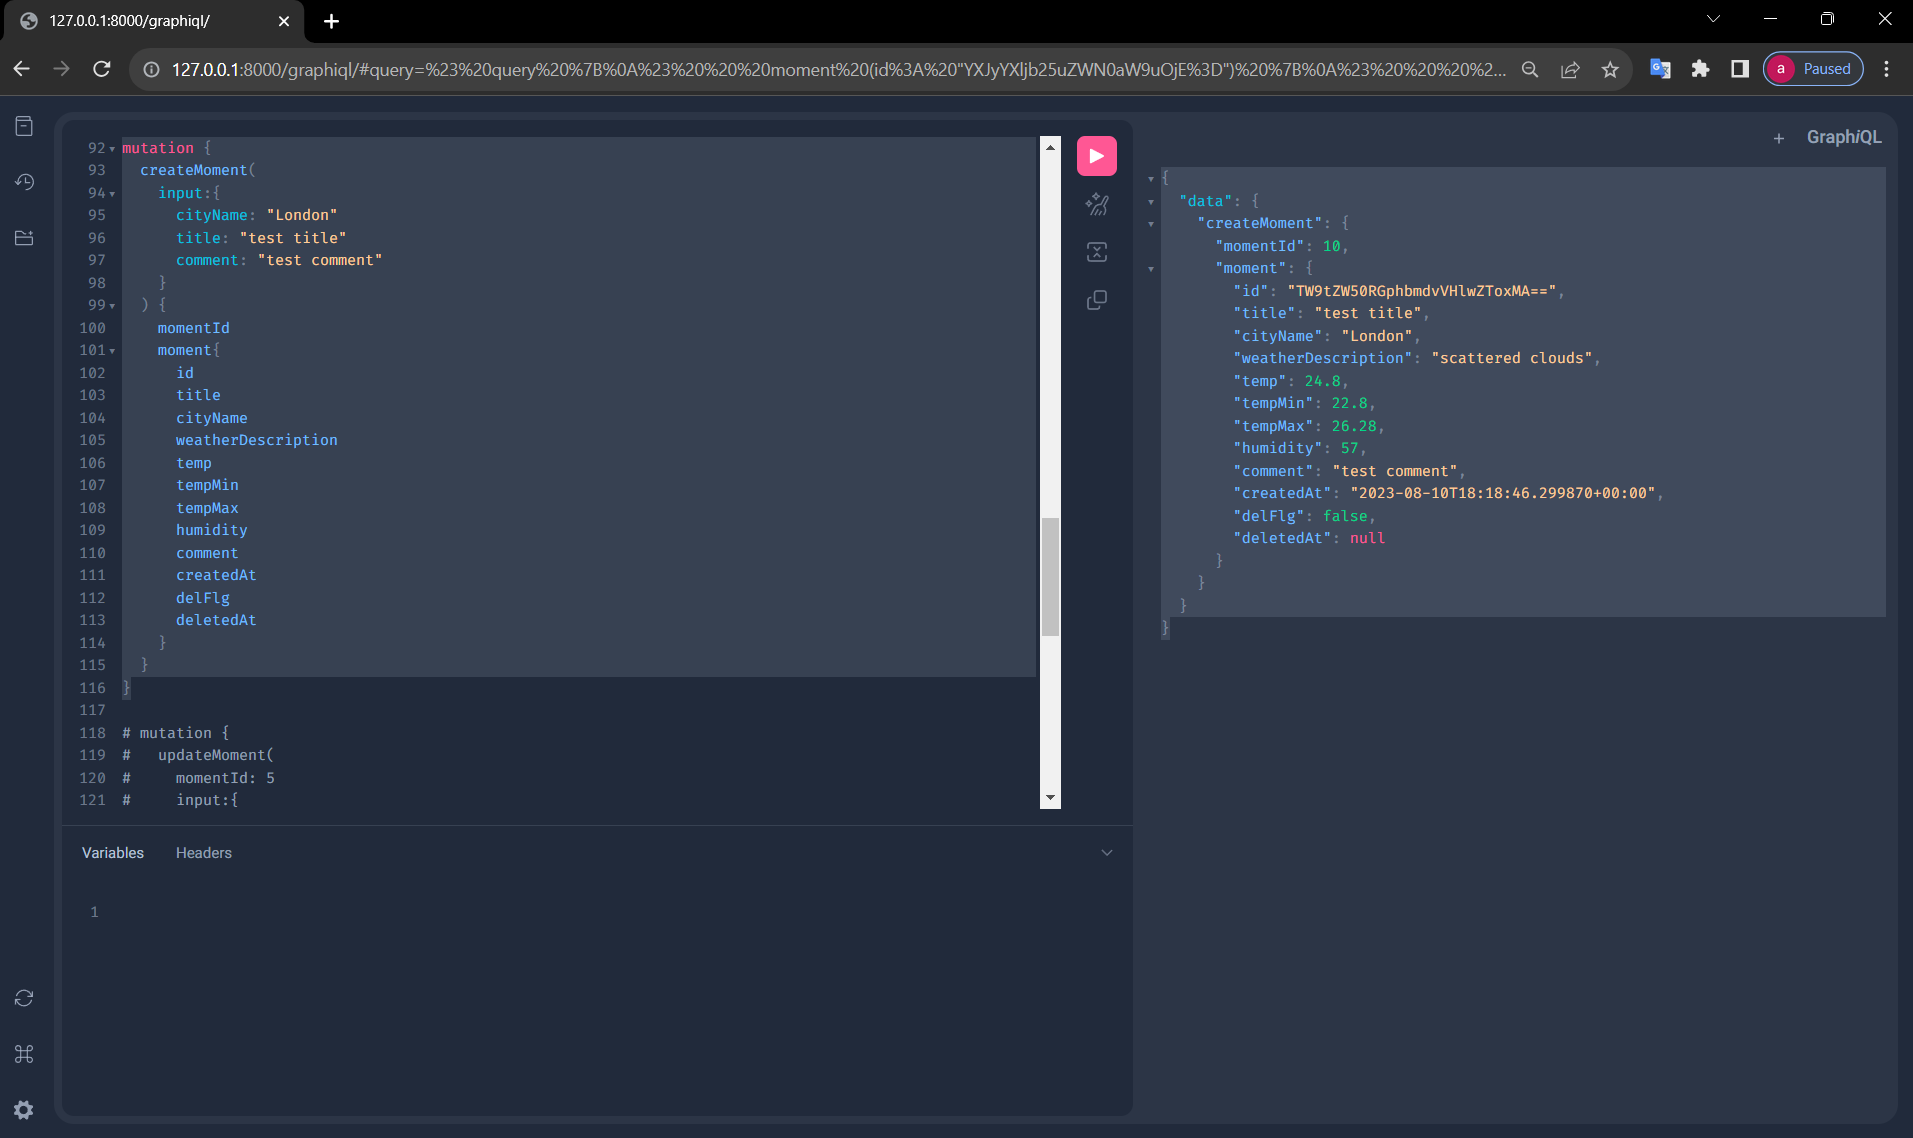 127.0.0.1:8000/graphiql/
127.0.0.1:8000/graphiql/#query=%23%20query%20%7B%0A%23%20%20%20moment%20(id%3A%20"YXJyYXljb25uZWN0aW9uOjE%3D")%20%7B%0A%23%20%20%20%2...
a Paused
GraphiQL
92 mutation {
93 createMoment(
94 input:{
95 cityName: "London"
96 title: "test title"
97 comment: "test comment"
98 }
99 ) {
100 momentId
101 moment{
102 id
103 title
104 cityName
105 weatherDescription
106 temp
107 tempMin
108 tempMax
109 humidity
110 comment
111 createdAt
112 delFlg
113 deletedAt
114 }
115 }
116 }
117
118 # mutation {
119 # updateMoment(
120 # momentId: 5
121 # input:{
Variables Headers
1
{
"data": {
"createMoment": {
"momentId": 10,
"moment": {
"id": "TW9tZW50RGphbmdvVHlwZToxMA==",
"title": "test title",
"cityName": "London",
"weatherDescription": "scattered clouds",
"temp": 24.8,
"tempMin": 22.8,
"tempMax": 26.28,
"humidity": 57,
"comment": "test comment",
"createdAt": "2023-08-10T18:18:46.299870+00:00",
"delFlg": false,
"deletedAt": null
}
}
}
}